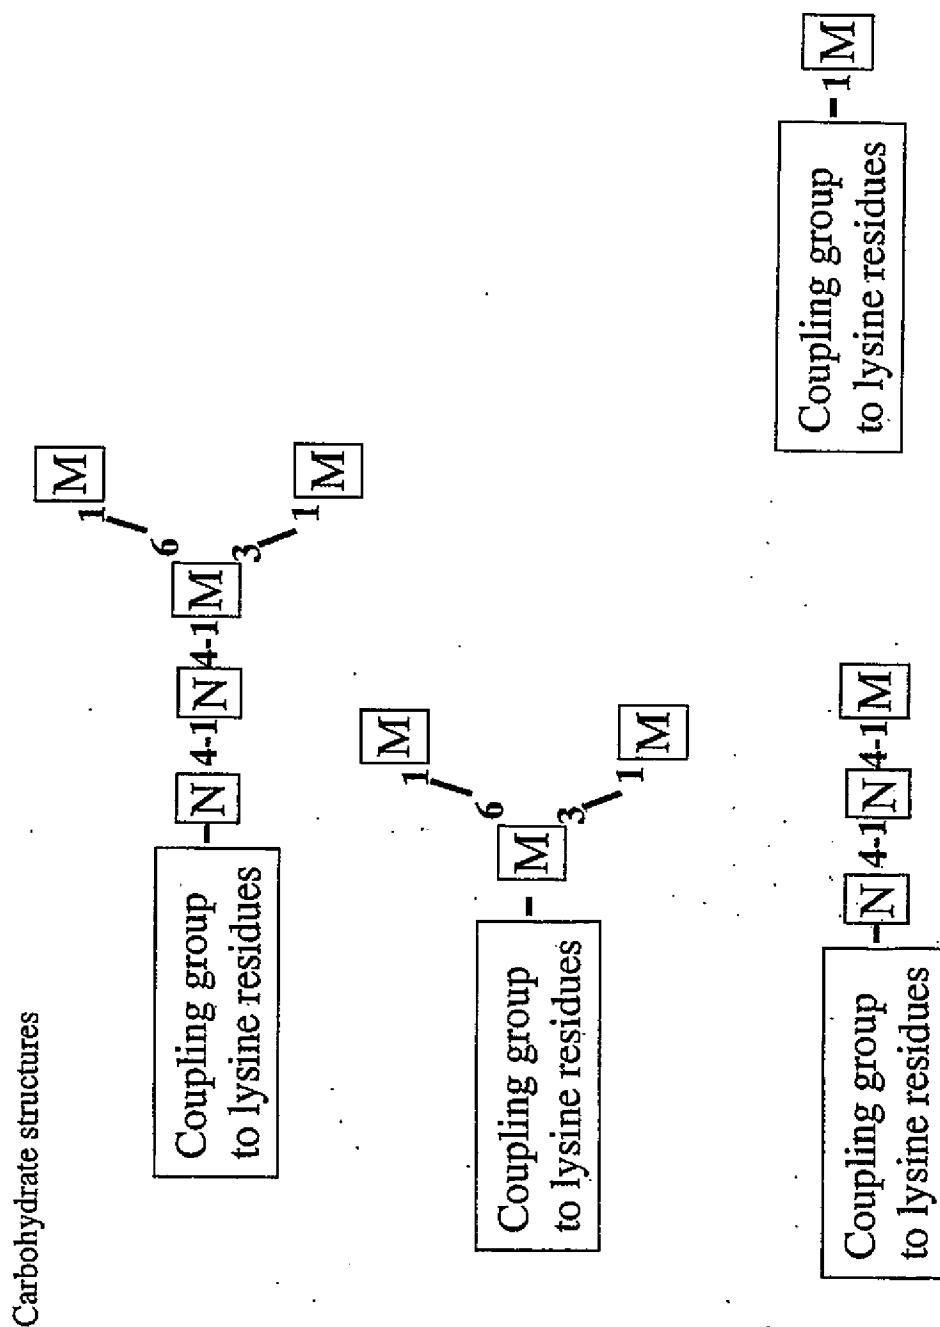 Carbohydrate structures
Coupling group
to lysine residues
N 4-1 N 4-1 M
6 1 M
3 1 M
Coupling group
to lysine residues
M
6 1 M
3 1 M
Coupling group
to lysine residues
N 4-1 N 4-1 M
Coupling group
to lysine residues
1 M